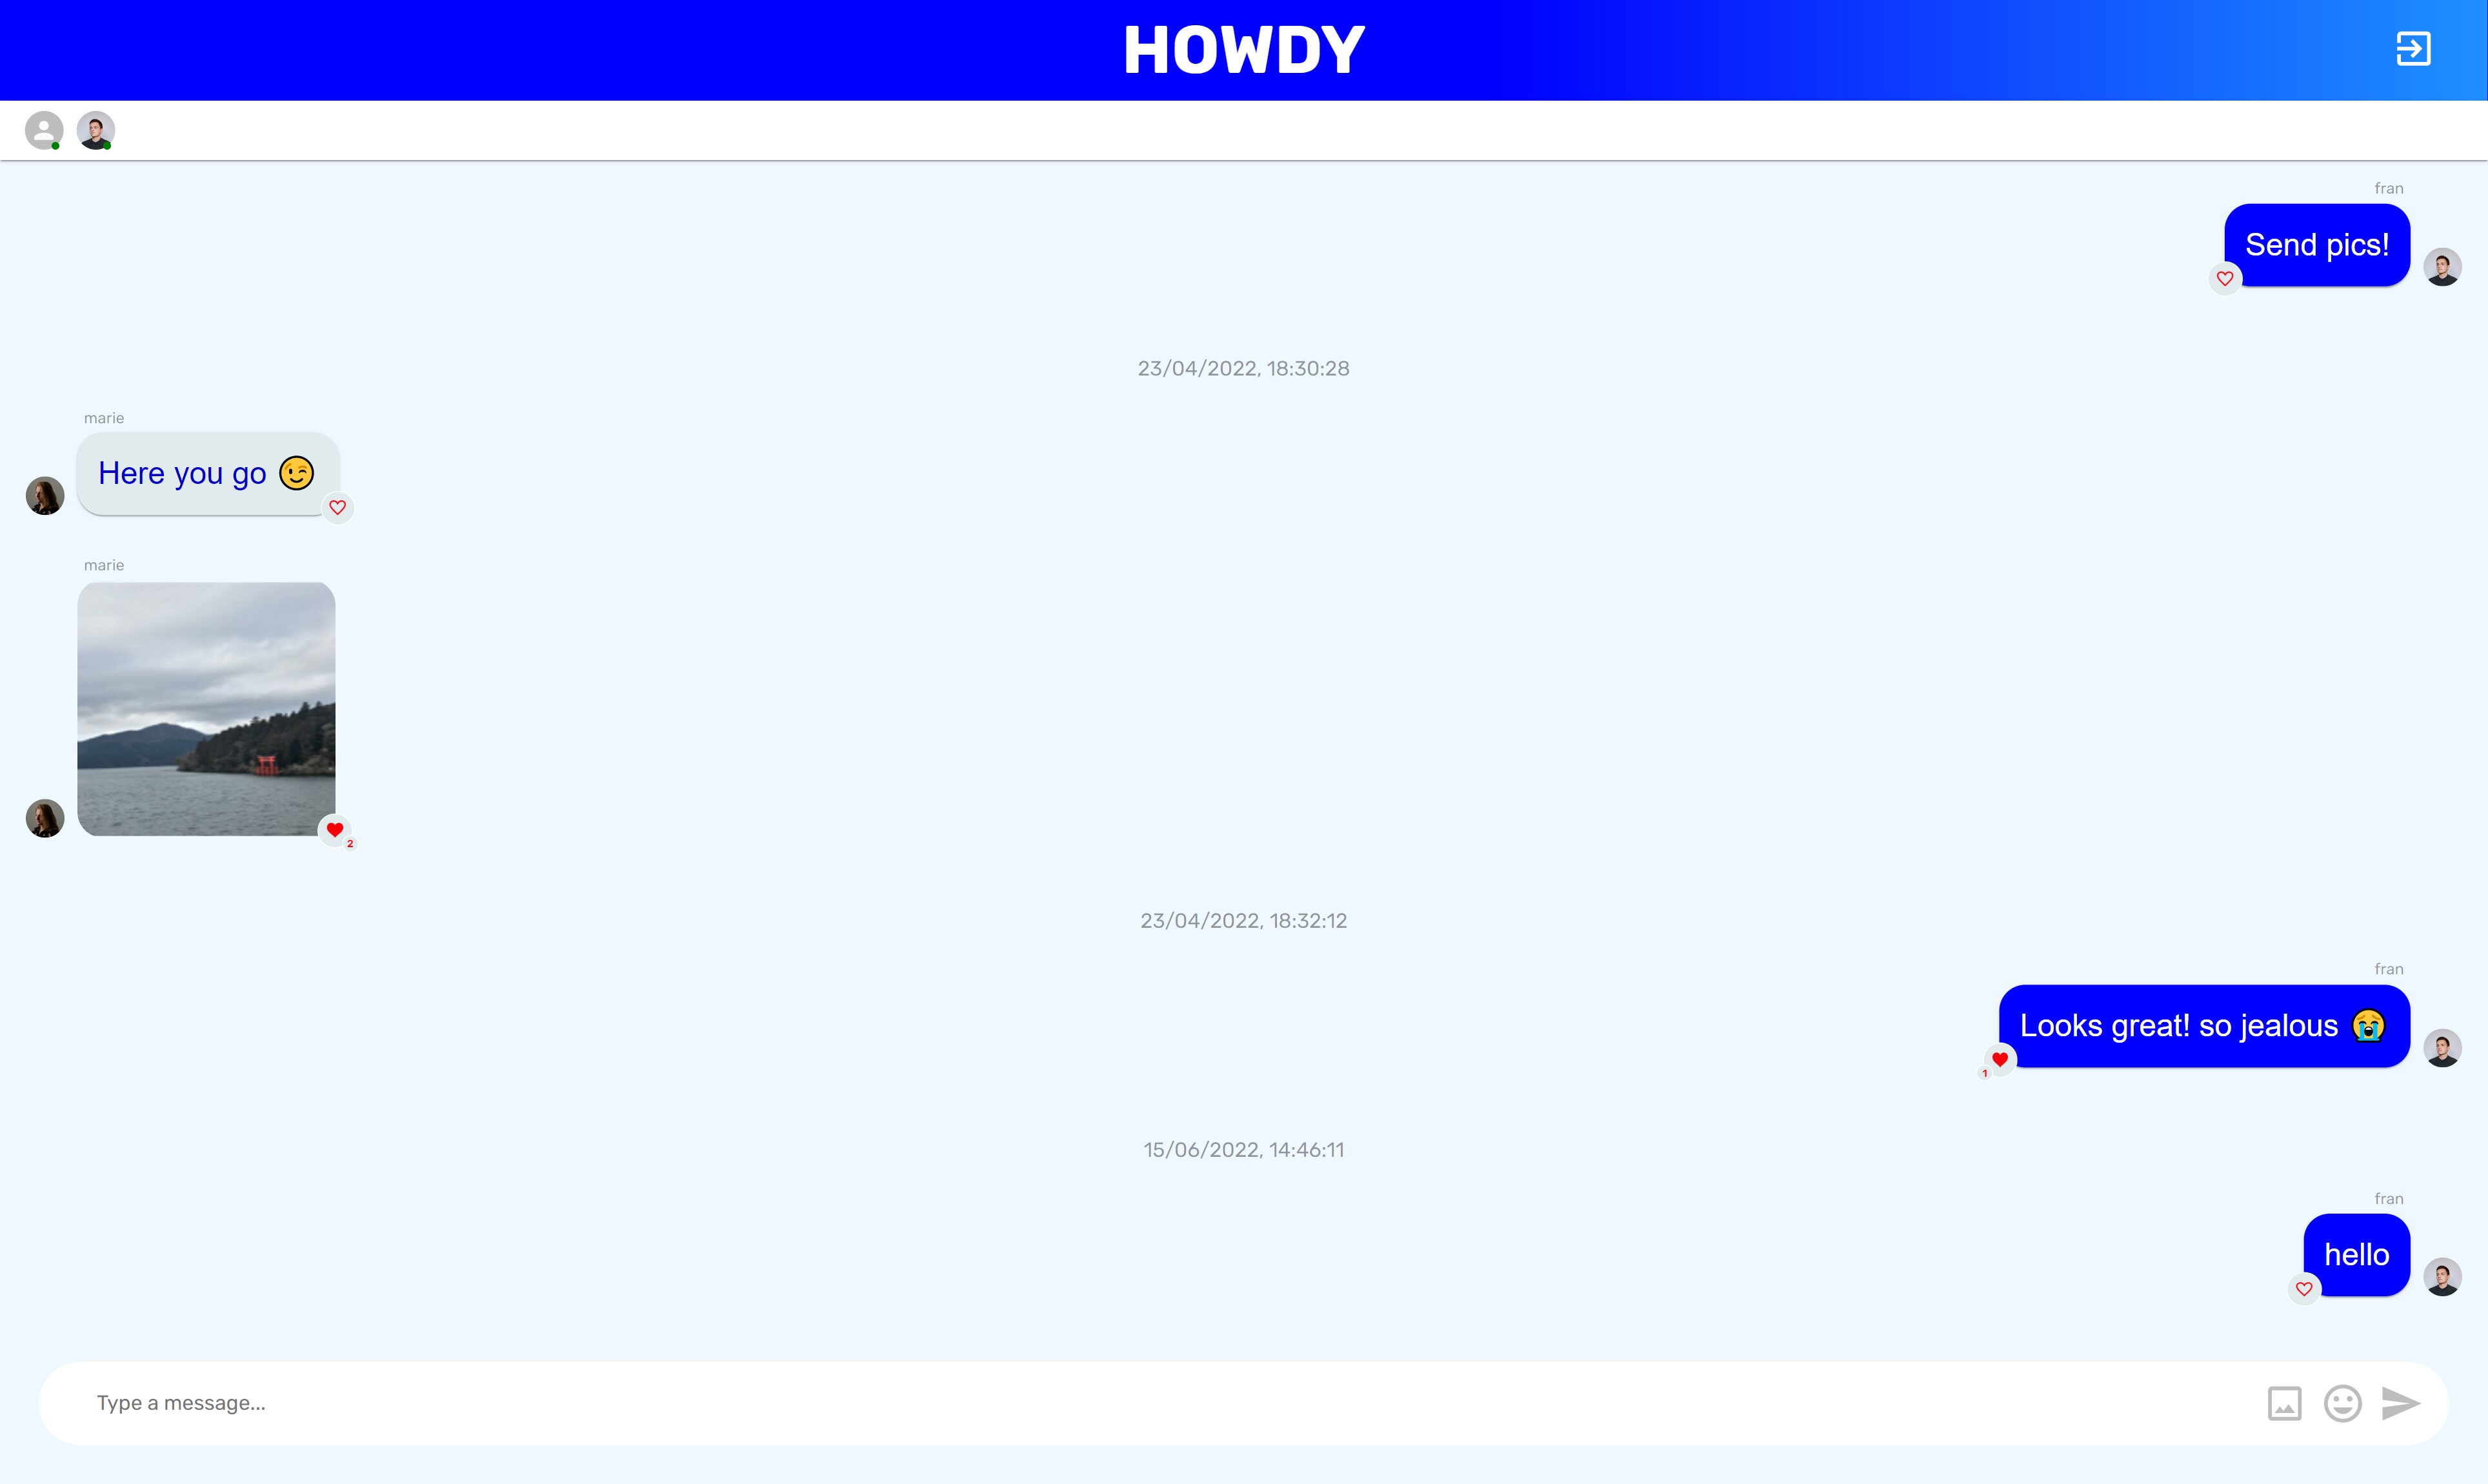 HOWDY
fran
Send pics!
23/04/2022, 18:30:28
marie
Here you go 😉
marie
2
23/04/2022, 18:32:12
fran
Looks great! so jealous 😭
1
15/06/2022, 14:46:11
fran
hello
Type a message...